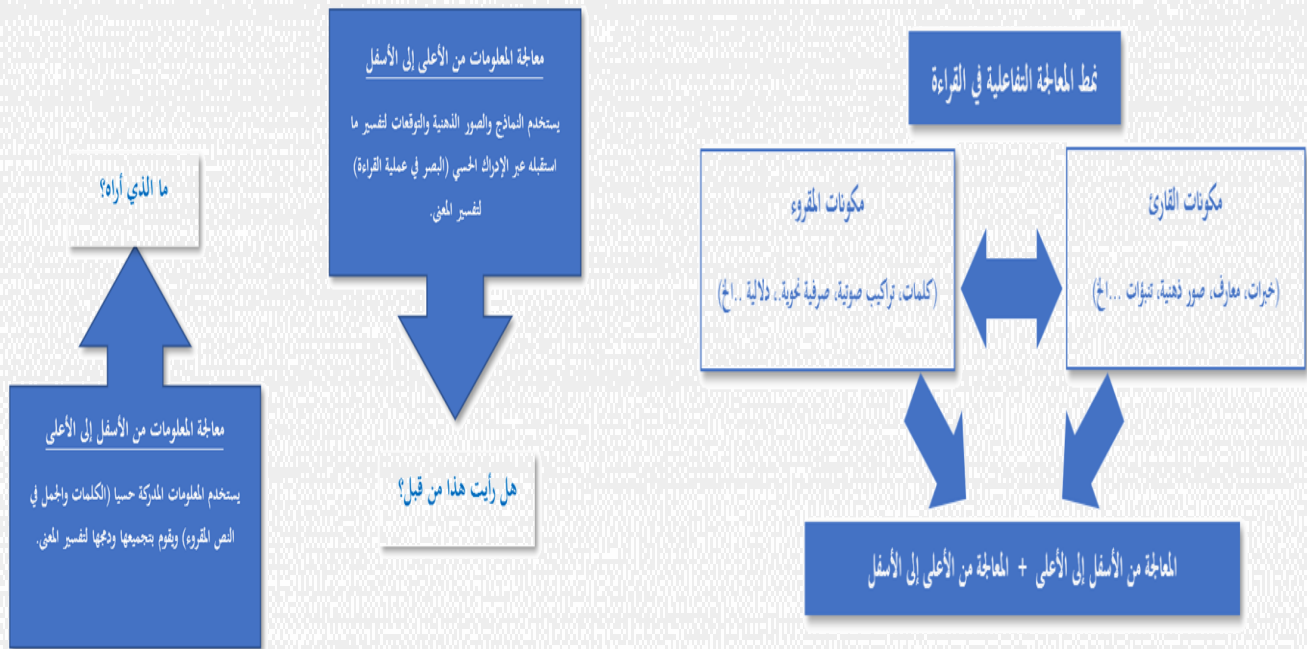 نمط المعالجة التفاعلية في القراءة
مكونات القارئ
(خبرات، معارف، صور ذهنية، تنبؤات ...الخ)
مكونات المقروء
(كلمات، تراكيب صوتية، صرفية نحوية.، دلالية ..الخ)
المعالجة من الأسفل إلى الأعلى + المعالجة من الأعلى إلى الأسفل
معالجة المعلومات من الأعلى إلى الأسفل
يستخدم النماذج والصور الذهنية والتوقعات لتفسير ما
استقبله عبر الإدراك الحسي (البصر في عملية القراءة)
لتفسير المعنى.
هل رأيت هذا من قبل؟
ما الذي أراه؟
معالجة المعلومات من الأسفل إلى الأعلى
يستخدم المعلومات المدركة حسيا (الكلمات والجمل في
النص المقروء) ويقوم بتجميعها ودمجها لتفسير المعنى.